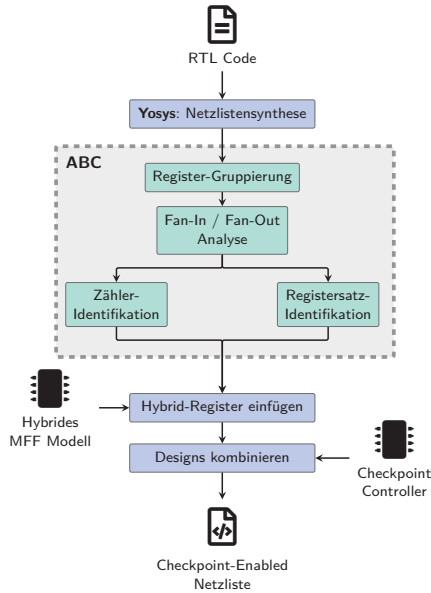 RTL Code
Yosys: Netzlistensynthese
ABC
Register-Gruppierung
Fan-In / Fan-Out
Analyse
Zähler-
Identifikation
Registersatz-
Identifikation
Hybrid-Register einfügen
Hybrides
MFF Modell
Designs kombinieren
Checkpoint
Controller
Checkpoint-Enabled
Netzliste